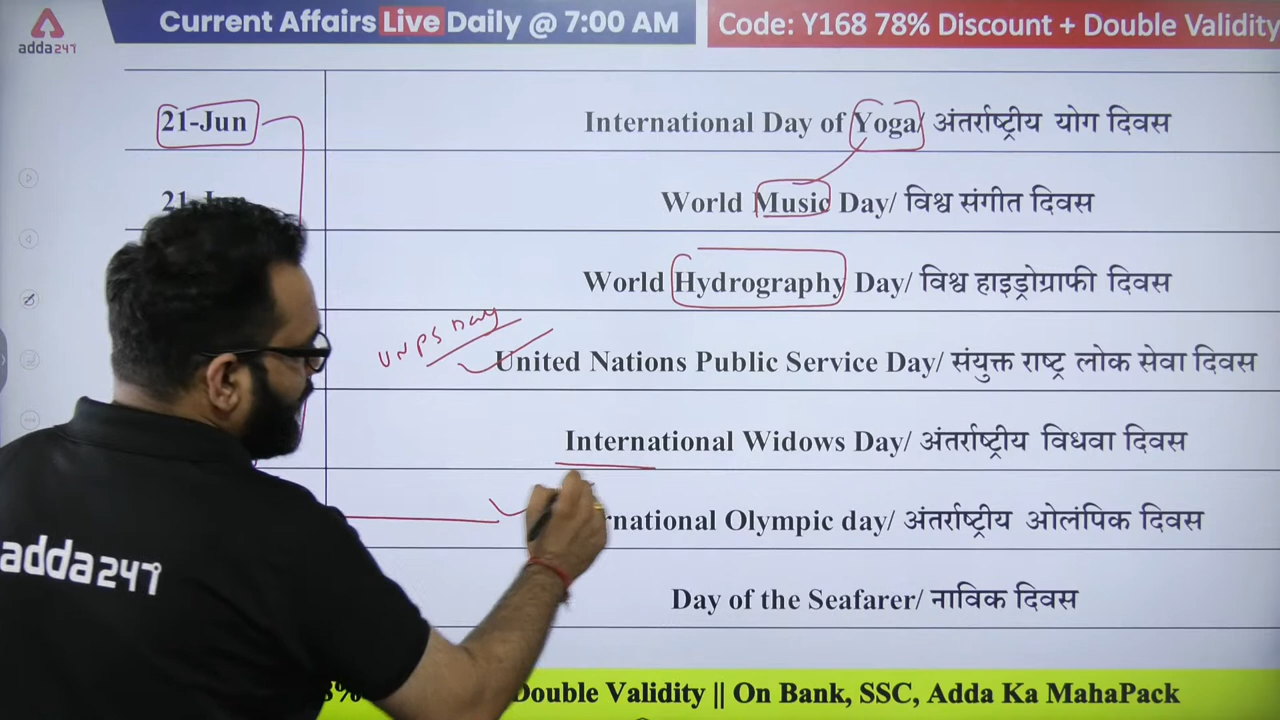 adda247
Current Affairs Live Daily @ 7:00 AM
Code: Y168 78% Discount + Double Validity
21-Jun
International Day of Yoga/ अंतर्राष्ट्रीय योग दिवस
21-Jun
World Music Day/ विश्व संगीत दिवस
World Hydrography Day/ विश्व हाइड्रोग्राफी दिवस
UNPS Day
United Nations Public Service Day/ संयुक्त राष्ट्र लोक सेवा दिवस
International Widows Day/ अंतर्राष्ट्रीय विधवा दिवस
rnational Olympic day/ अंतर्राष्ट्रीय ओलंपिक दिवस
Day of the Seafarer/ नाविक दिवस
adda247
Double Validity || On Bank, SSC, Adda Ka MahaPack